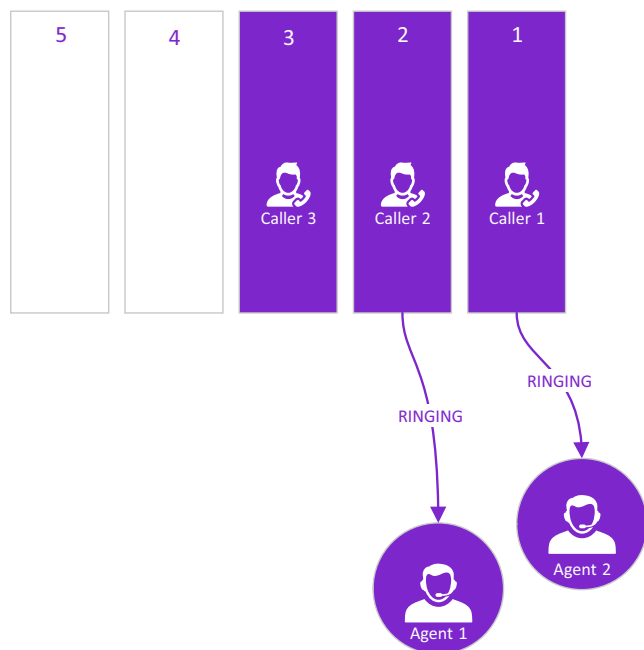 5
4
3
2
1
Caller 3
Caller 2
Caller 1
RINGING
RINGING
Agent 2
Agent 1